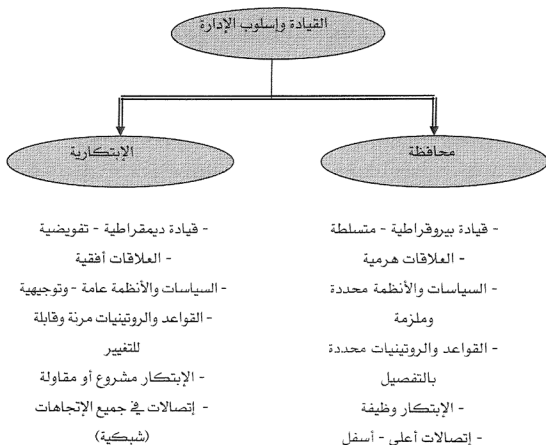 القيادة وإسلوب الإدارة
محافظة
- قيادة بيروقراطية - متسلطة
- العلاقات هرمية
- السياسات والأنظمة محددة
وملزمة
- القواعد والروتينيات محددة
بالتفصيل
- الإبتكار وظيفة
- إتصالات أعلى - أسفل
الإبتكارية
- قيادة ديمقراطية - تفويضية
- العلاقات أفقية
- السياسات والأنظمة عامة - وتوجيهية
- القواعد والروتينيات مرنة وقابلة
للتغيير
- الإبتكار مشروع أو مقاولة
- إتصالات في جميع الإتجاهات
(شبكية)